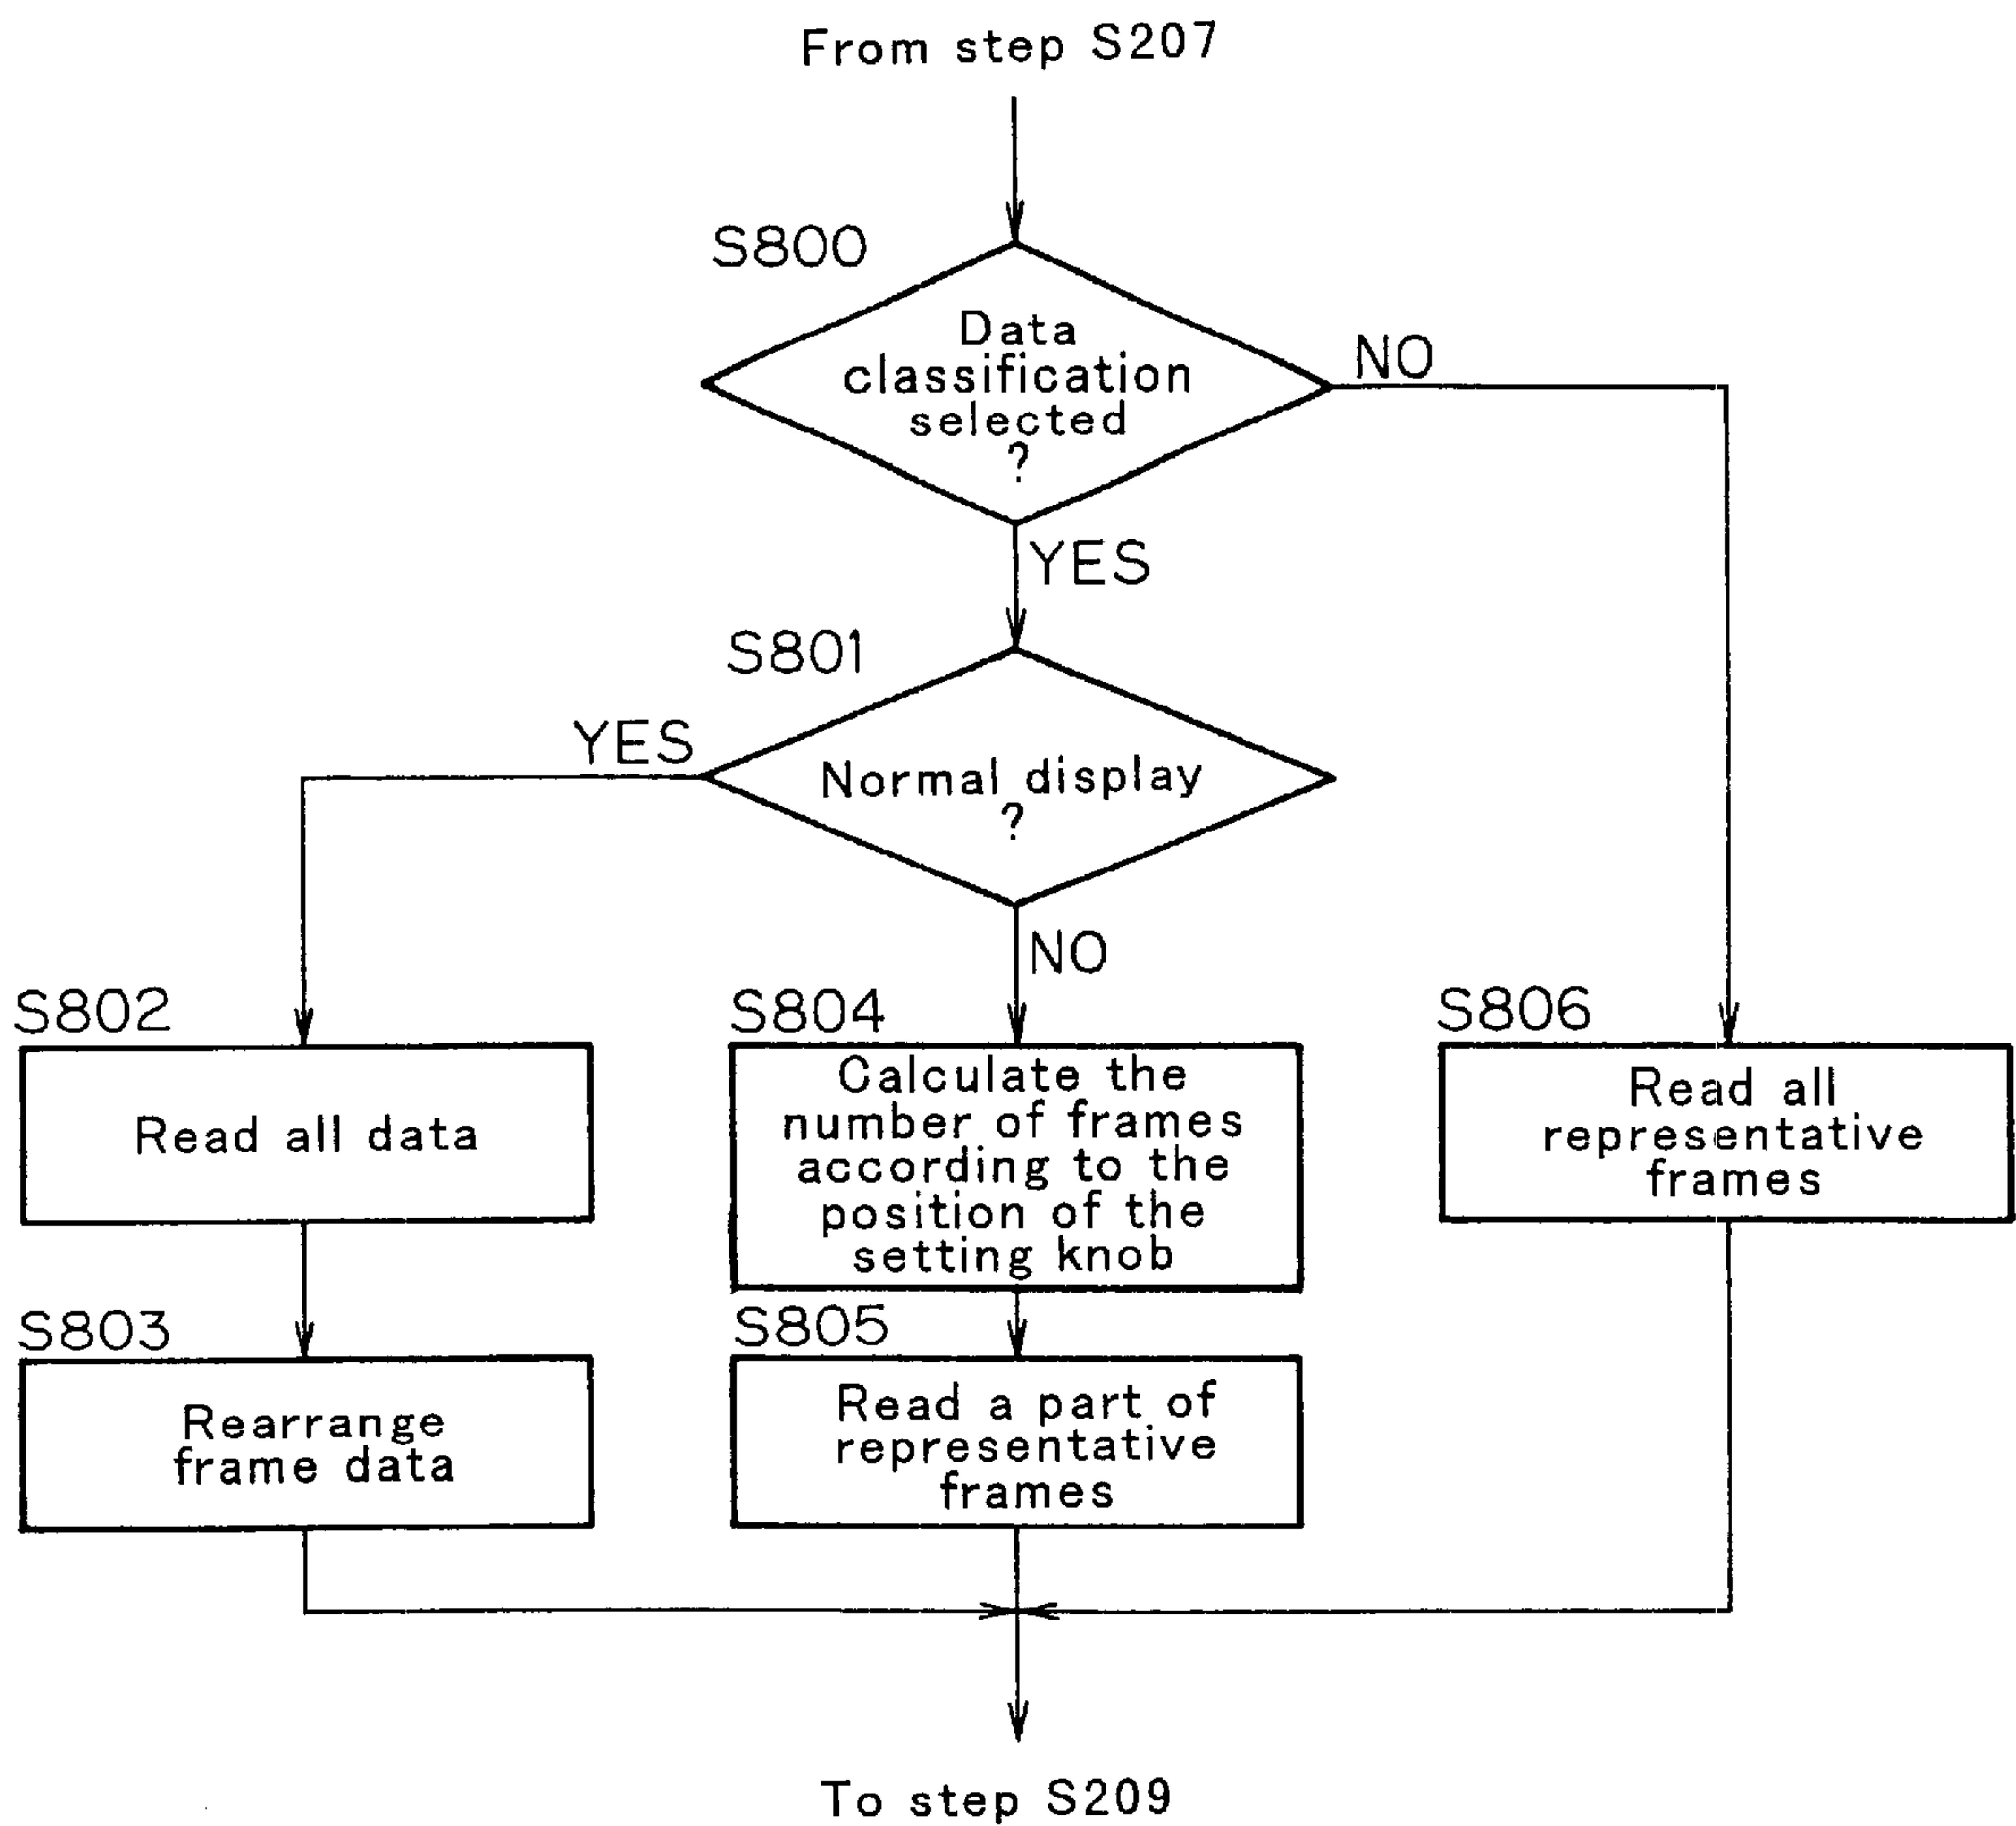 From step S207
S800
Data
classification
selected
?
NO
YES
S801
YES
Normal display
?
NO
S802
Read all data
S804
Calculate the
number of frames
according to the
position of the
setting knob
S806
Read all
representative
frames
S803
Rearrange
frame data
S805
Read a part of
representative
frames
To step S209